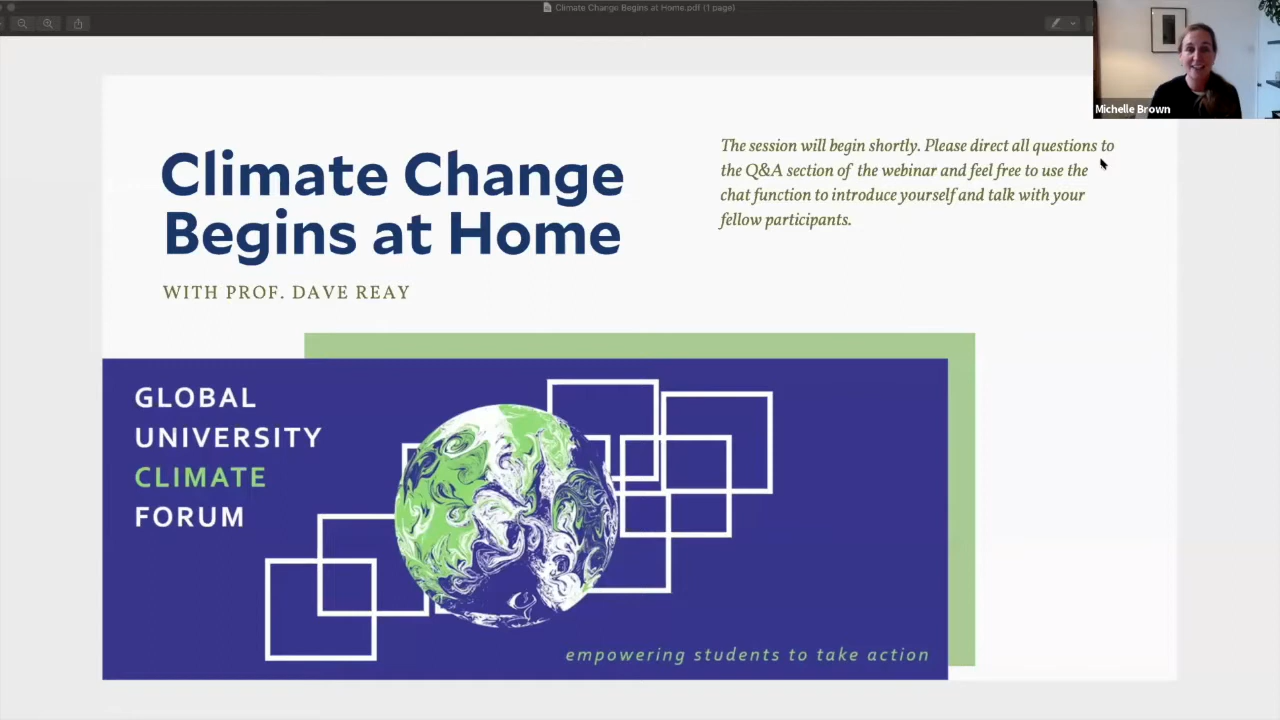 Climate Change Begins at Home.pdf (1 page)
Michelle Brown
Climate Change
Begins at Home
WITH PROF. DAVE REAY
The session will begin shortly. Please direct all questions to
the Q&A section of the webinar and feel free to use the
chat function to introduce yourself and talk with your
fellow participants.
GLOBAL
UNIVERSITY
CLIMATE
FORUM
empowering students to take action